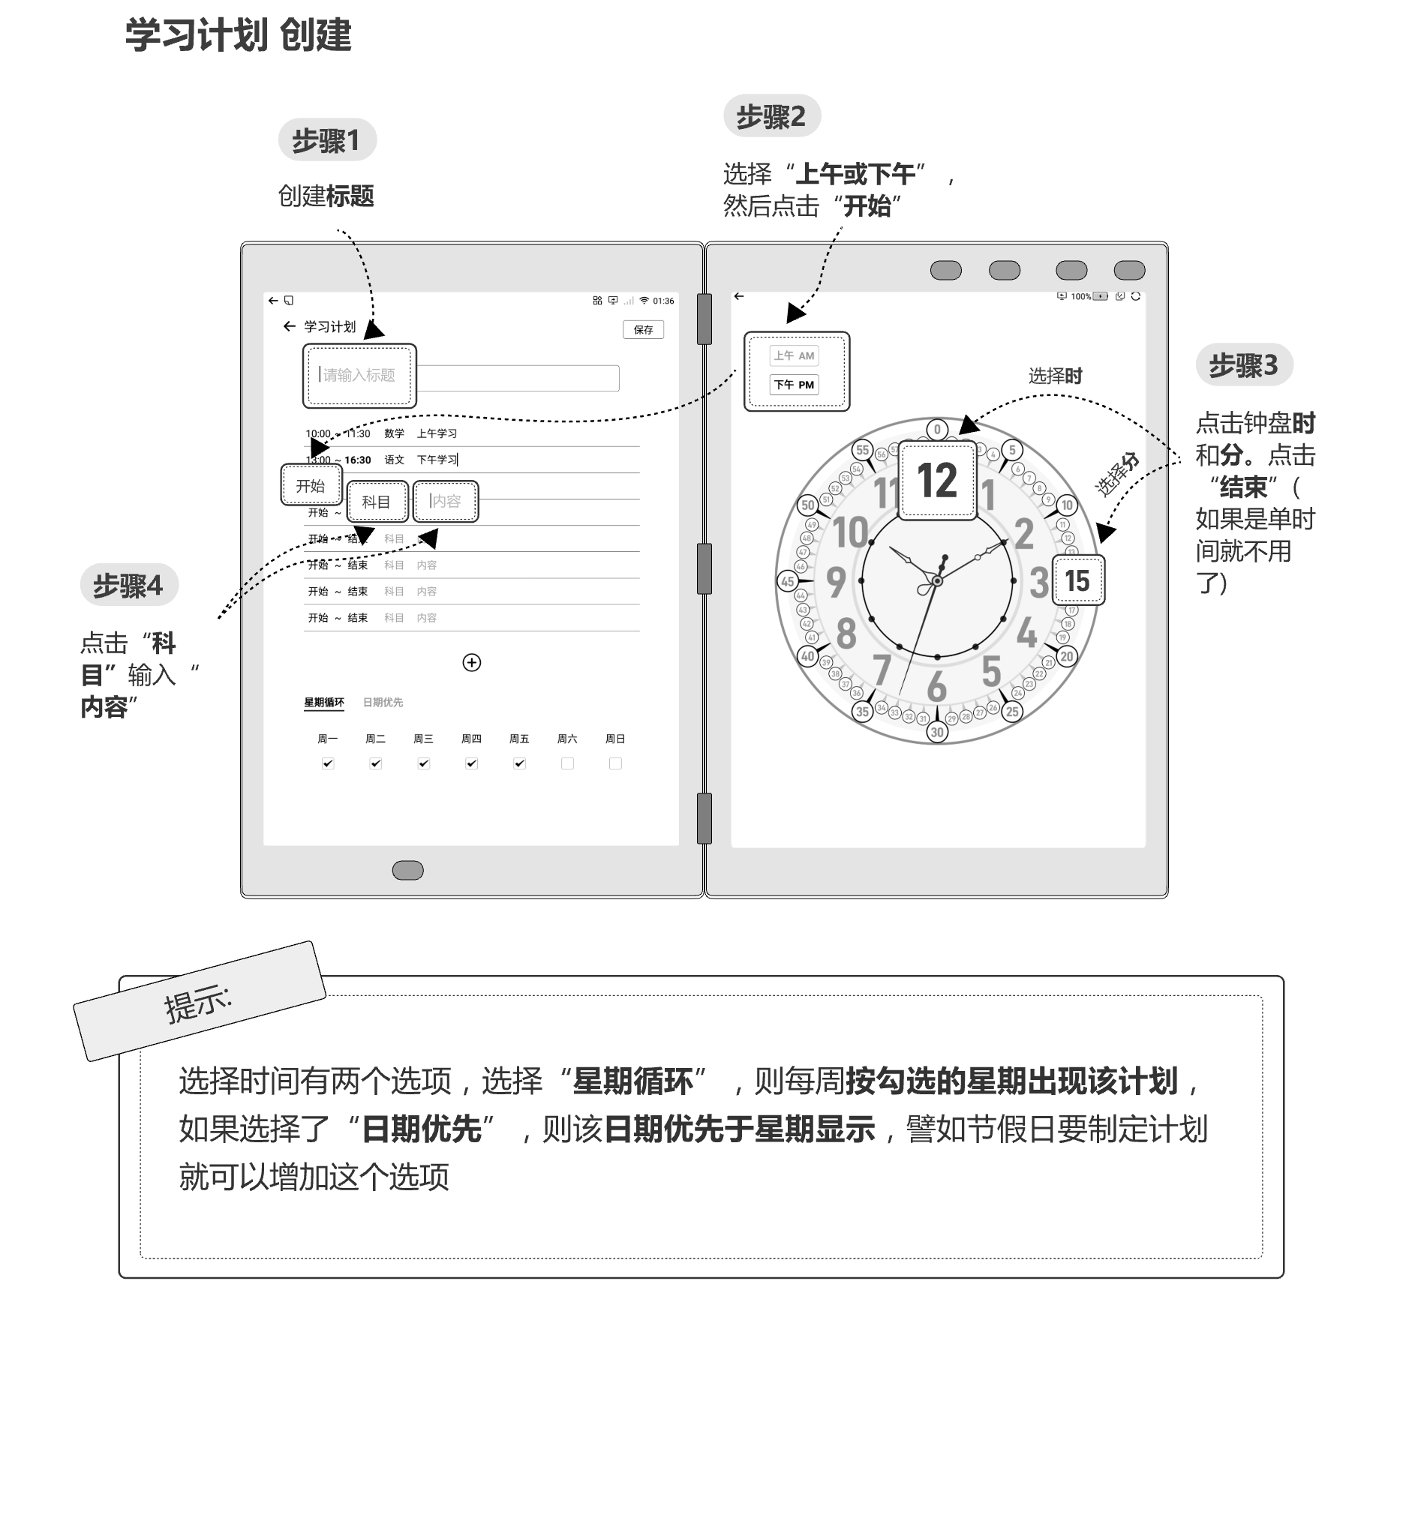 学习计划 创建
步骤1
创建标题
步骤2
选择“上午或下午”,
然后点击“开始”
01:36
学习计划
保存
请输入标题
10:00 ~ 11:30 数学 上午学习
13:00 ~ 16:30 语文 下午学习
开始
科目
内容
开始 ~
开始 ~ 结束 科目
开始 ~ 结束 科目 内容
开始 ~ 结束 科目 内容
开始 ~ 结束 科目 内容
星期循环 日期优先
周一 周二 周三 周四 周五 周六 周日
100%
上午 AM
下午 PM
选择时
选择分
0
5
10
15
20
25
30
35
40
45
50
55
12
1
2
3
4
5
6
7
8
9
10
11
步骤3
点击钟盘时
和分。点击
“结束”(
如果是单时
间就不用
了)
步骤4
点击“科
目”输入“
内容”
提示:
选择时间有两个选项,选择“星期循环”,则每周按勾选的星期出现该计划,
如果选择了“日期优先”,则该日期优先于星期显示,譬如节假日要制定计划
就可以增加这个选项